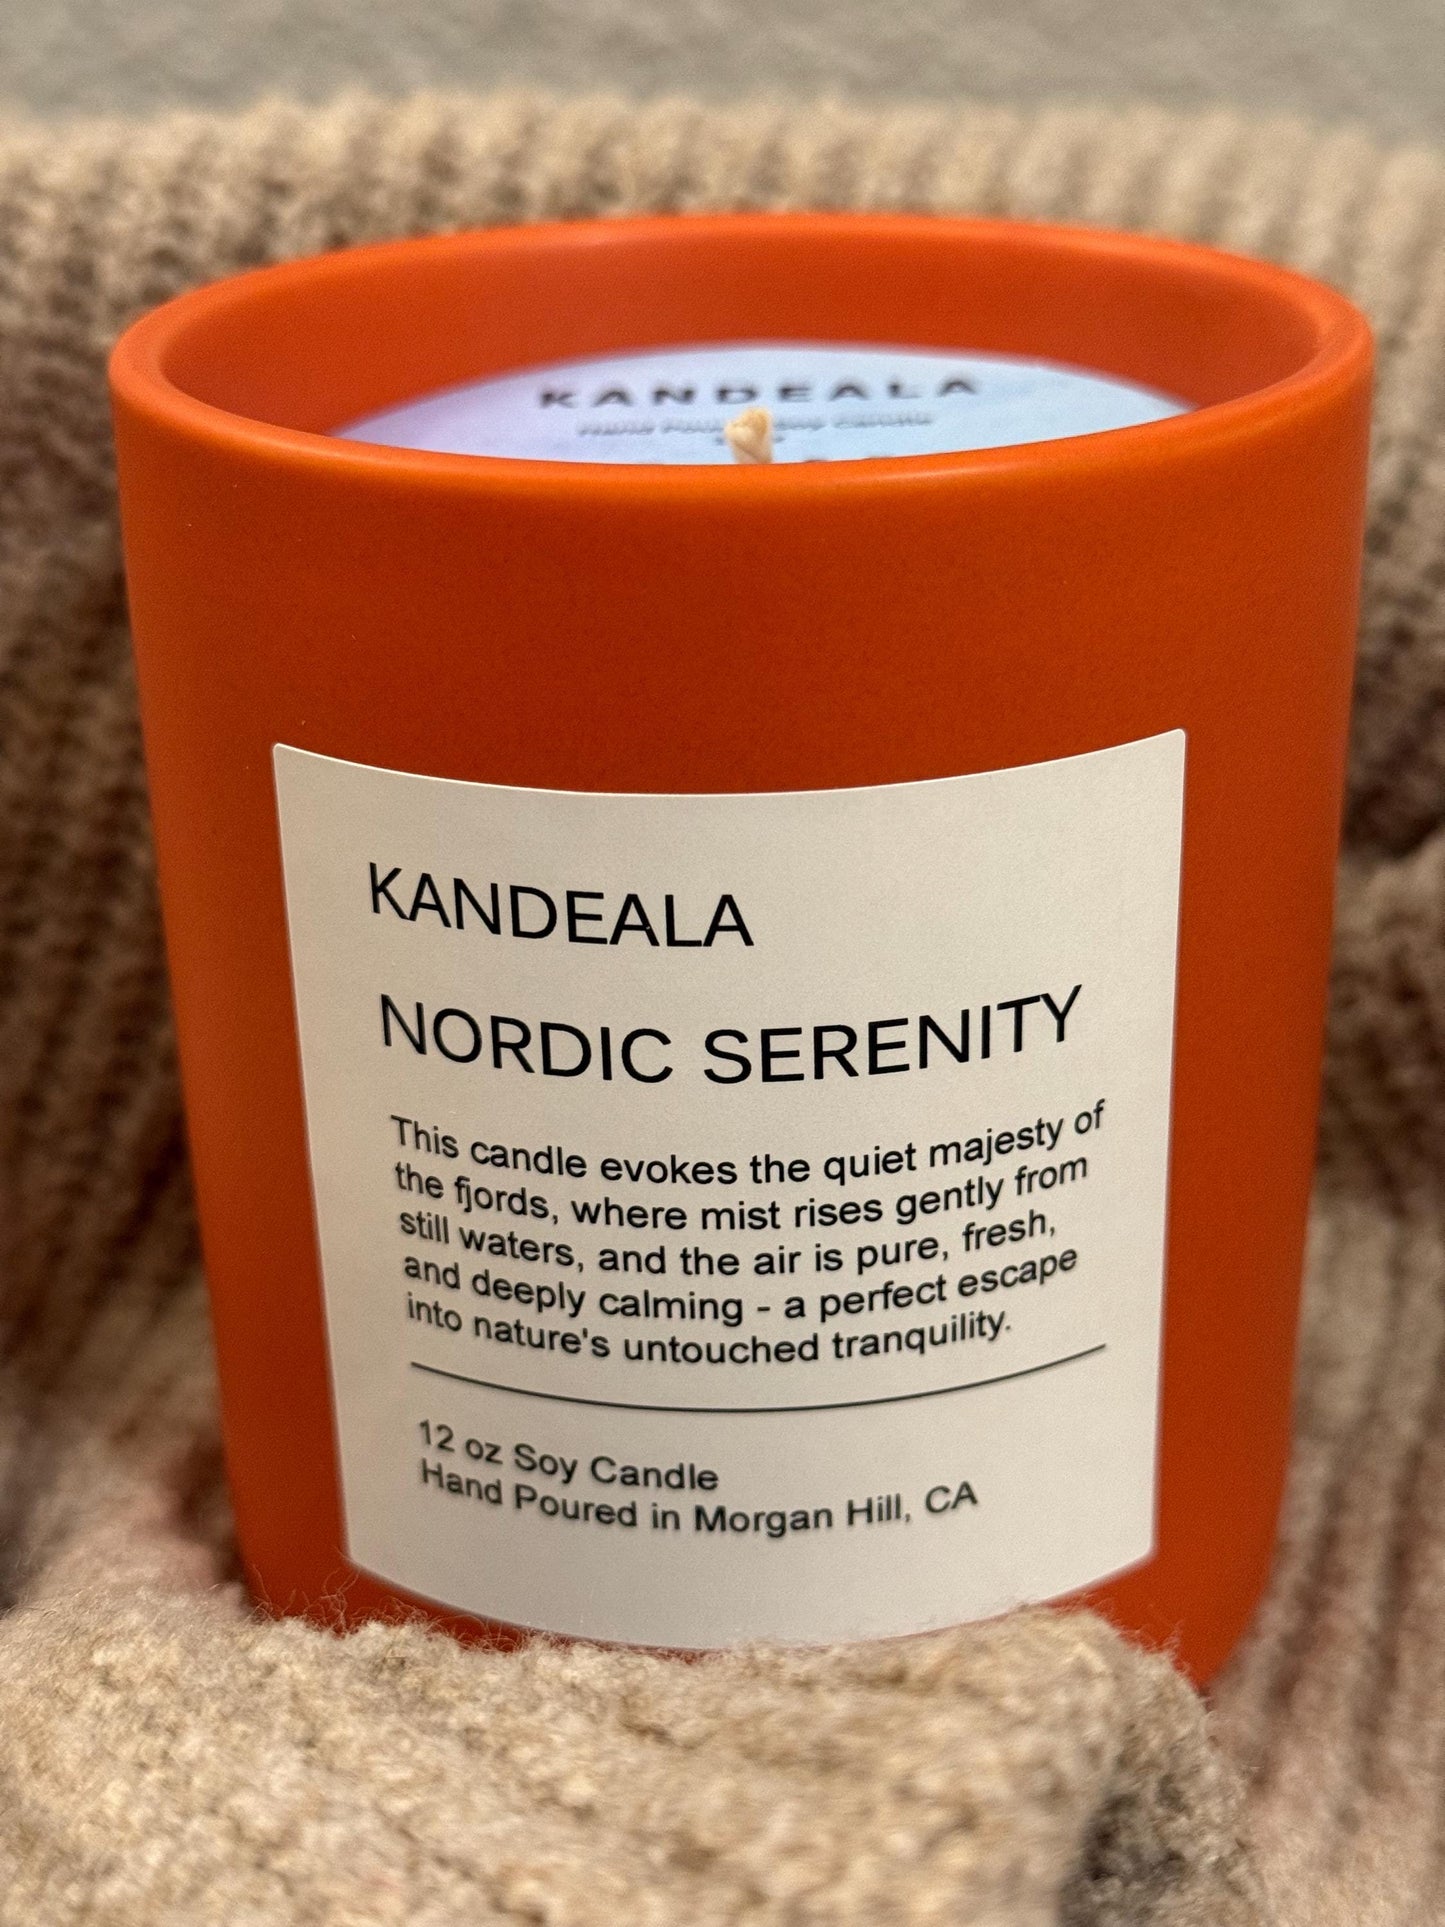 KANDEALA
KANDEALA
NORDIC SERENITY
This candle evokes the quiet majesty of
the fjords, where mist rises gently from
still waters, and the air is pure, fresh,
and deeply calming - a perfect escape
into nature's untouched tranquility.
12 oz Soy Candle
Hand Poured in Morgan Hill, CA